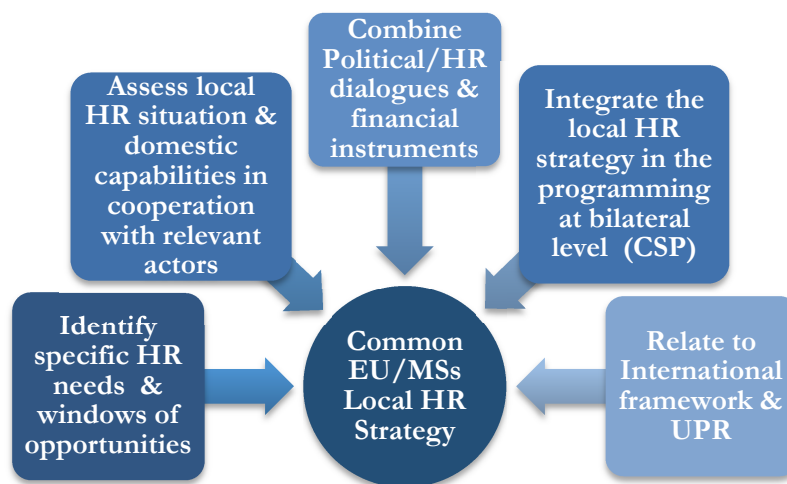 Identify
specific HR
needs & 
windows of
opportunities
Assess local
HR situation &
domestic
capabilities in
cooperation
with relevant
actors
Combine
Political/HR
dialogues &
financial
instruments
Integrate the
local HR
strategy in the
programming
at bilateral
level (CSP)
Relate to
International
framework &
UPR
Common
EU/MSs
Local HR
Strategy